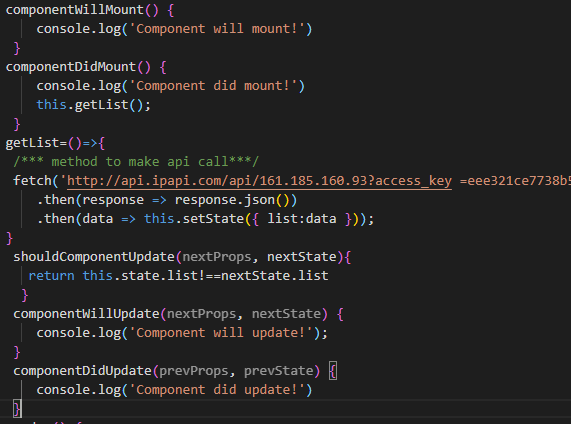 componentWillMount() {
console.log('Component will mount!')
}
componentDidMount() {
console.log('Component did mount!')
this.getList();
}
getList=()=>{
/*** method to make api call***/
fetch('http://api.ipapi.com/api/161.185.160.93?access_key =eee321ce7738b5
.then(response => response.json())
.then(data => this.setState({ list:data }));
}
shouldComponentUpdate(nextProps, nextState){
return this.state.list!==nextState.list
}
componentWillUpdate(nextProps, nextState) {
console.log('Component will update!');
}
componentDidUpdate(prevProps, prevState) {
console.log('Component did update!')
}